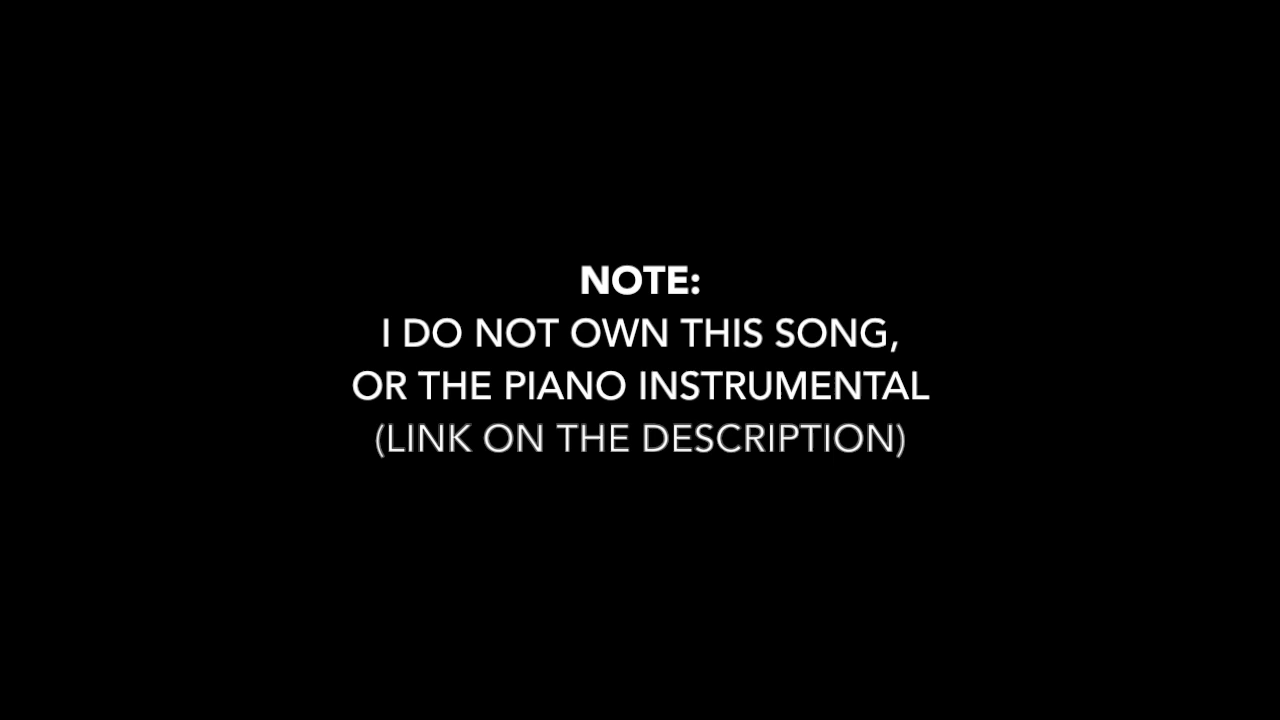 NOTE:
I DO NOT OWN THIS SONG,
OR THE PIANO INSTRUMENTAL
(LINK ON THE DESCRIPTION)